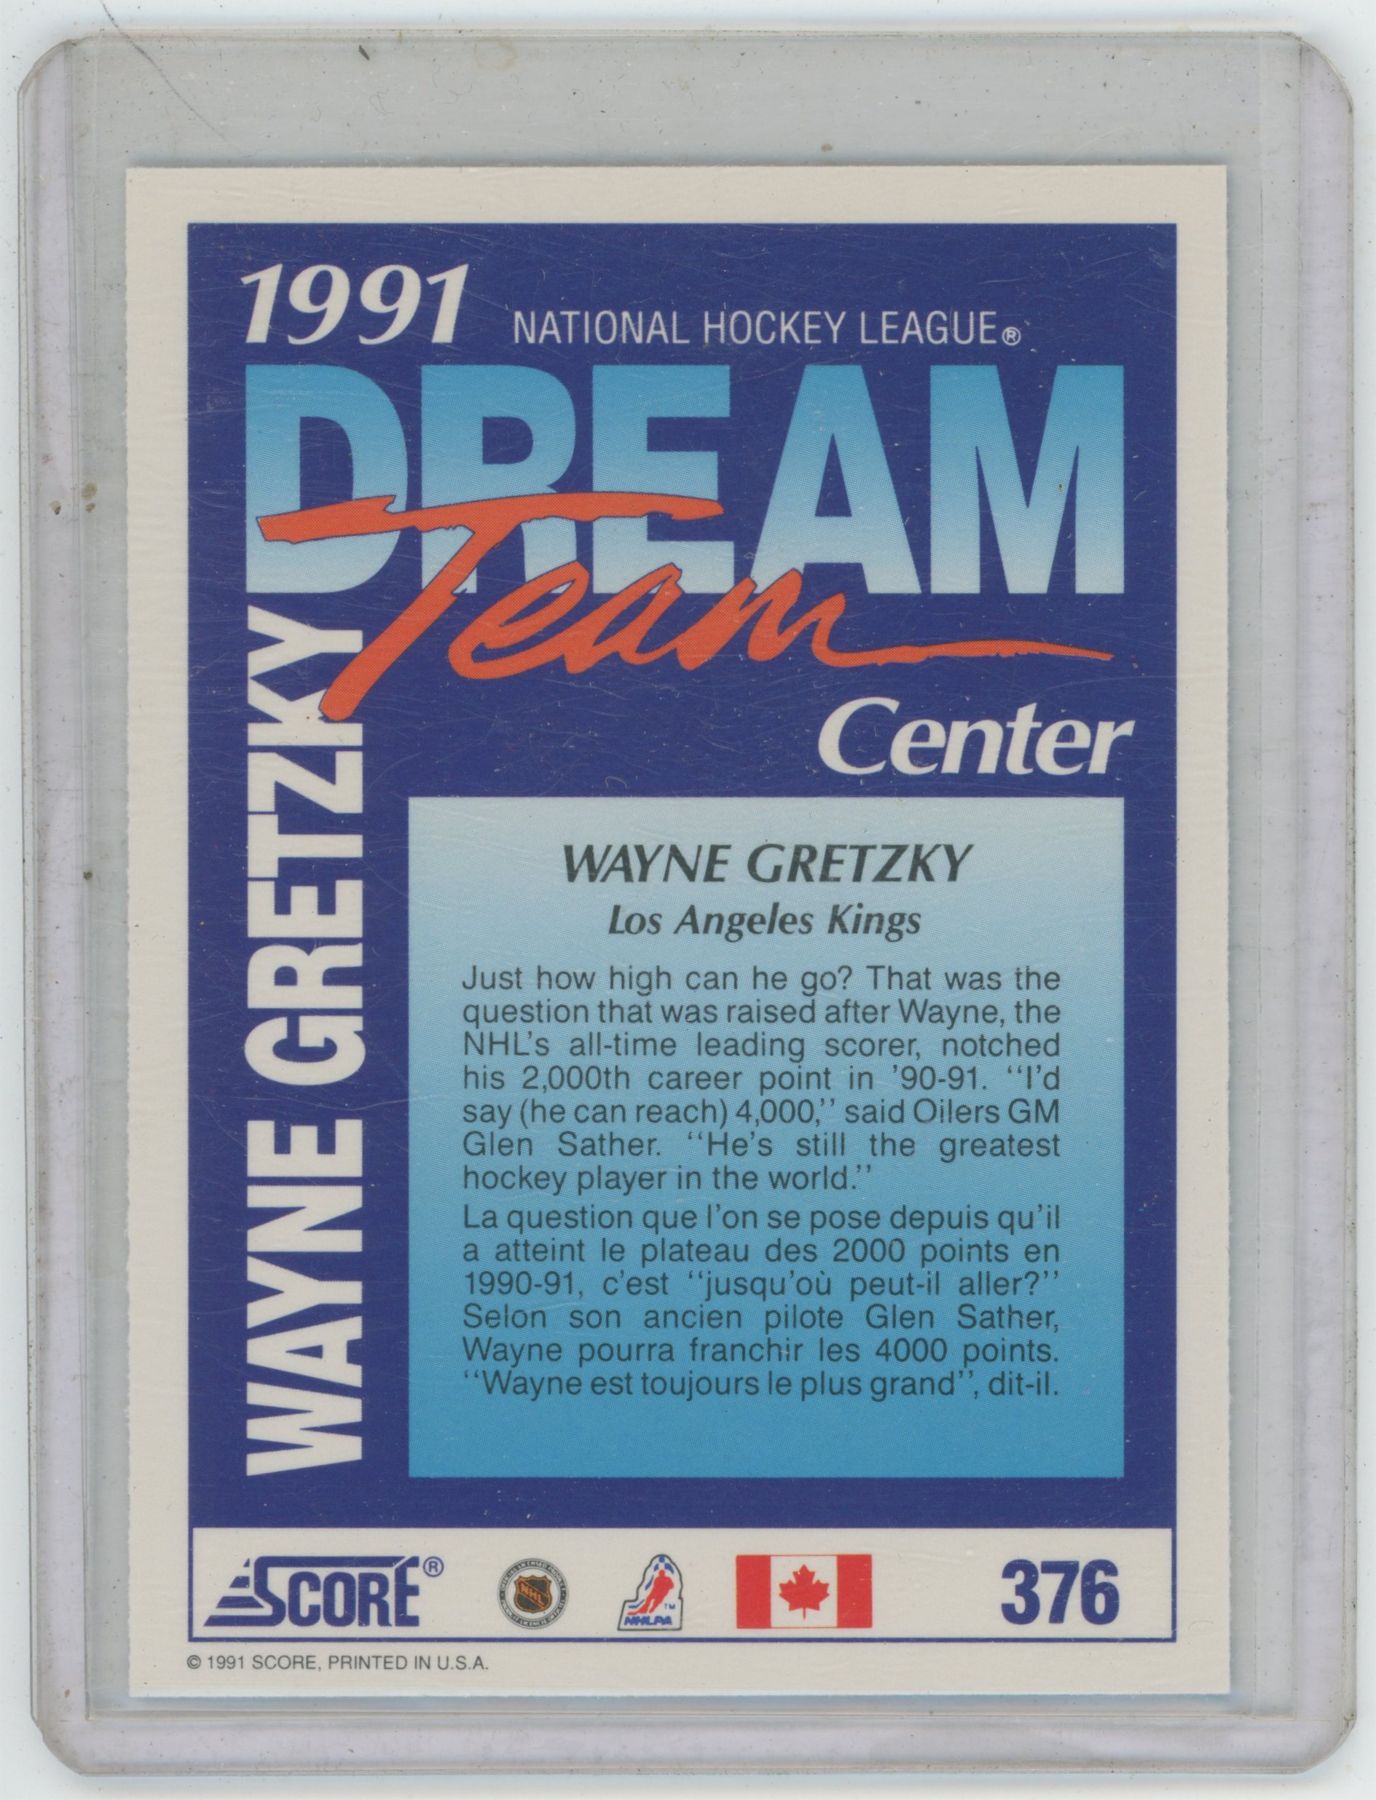 1991 NATIONAL HOCKEY LEAGUE®
DREAM
Team
Center
WAYNE GRETZKY
WAYNE GRETZKY
Los Angeles Kings
Just how high can he go? That was the
question that was raised after Wayne, the
NHL's all-time leading scorer, notched
his 2,000th career point in '90-91. "I'd
say (he can reach) 4,000," said Oilers GM
Glen Sather. "He's still the greatest
hockey player in the world."
La question que l'on se pose depuis qu'il
a atteint le plateau des 2000 points en
1990-91, c'est "jusqu'où peut-il aller?"
Selon son ancien pilote Glen Sather,
Wayne pourra franchir les 4000 points.
"Wayne est toujours le plus grand", dit-il.
SCORE® NHL NHLPA TM 376
© 1991 SCORE, PRINTED IN U.S.A.